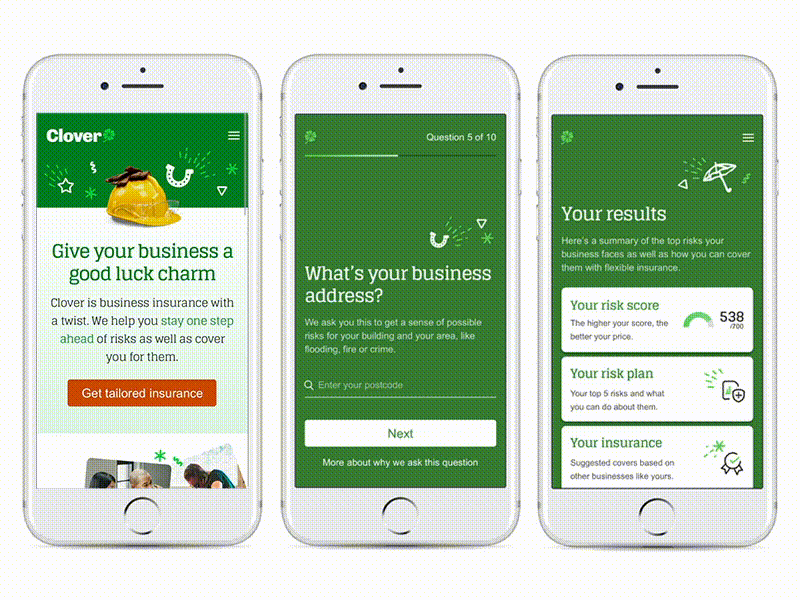 Clover
Give your business a
good luck charm
Clover is business insurance with
a twist. We help you stay one step
ahead of risks as well as cover
you for them.
Get tailored insurance
Question 5 of 10
What's your business
address?
We ask you this to get a sense of possible
risks for your building and your area, like
flooding, fire or crime.
Enter your postcode
Next
More about why we ask this question
Your results
Here's a summary of the top risks your
business faces as well as how you can cover
them with flexible insurance.
Your risk score
The higher your score, the
better your price.
538
/700
Your risk plan
Your top 5 risks and what
you can do about them.
Your insurance
Suggested covers based on
other businesses like yours.